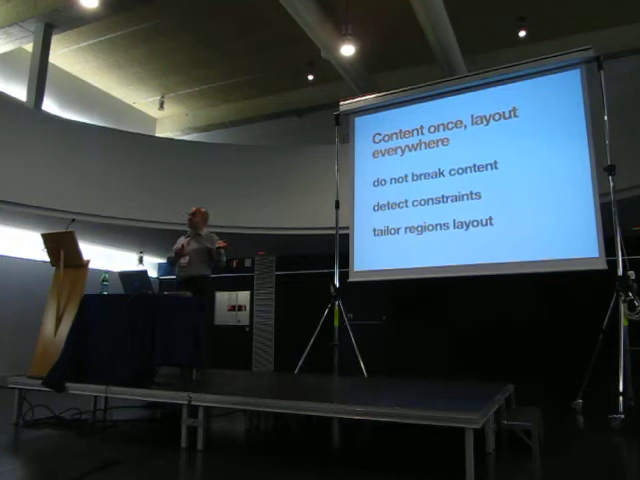 Content once, layout
everywhere
do not break content
detect constraints
tailor regions layout